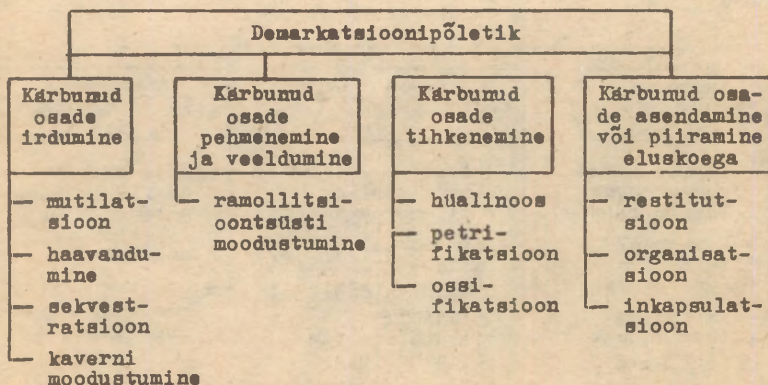 Demarkatsioonipõletik
Kärbunud
osade
irdumine
— mutilat-
sioon
— haavandu-
mine
— sekvest-
ratsioon
— kaverni
moodustumine
Kärbunud
osade
pehmenemine
ja veeldumine
— ramollitsi-
oontsüsti
moodustumine
Kärbunud
osade
tihkenemine
— hüalinoos
— petri-
fikatsioon
— ossi-
fikatsioon
Kärbunud osa-
de asendamine
või piiramine
eluskoega
— restitut-
sioon
— organisat-
sioon
— inkapsulat-
sioon